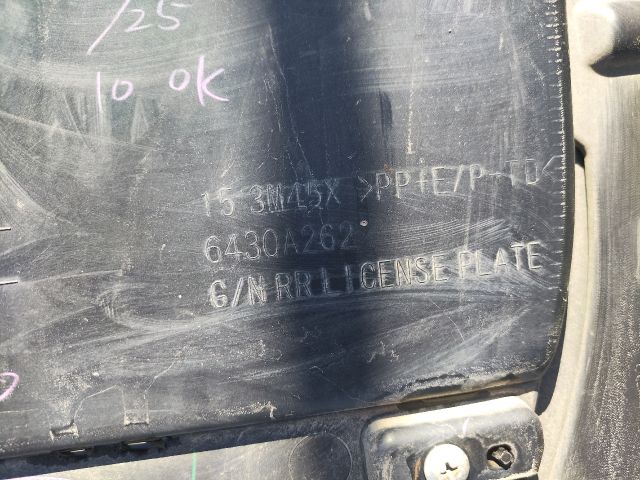 /25
10 OK
15 3M45X >PP+E/P-TD<
6430A262
G/N RR LICENSE PLATE